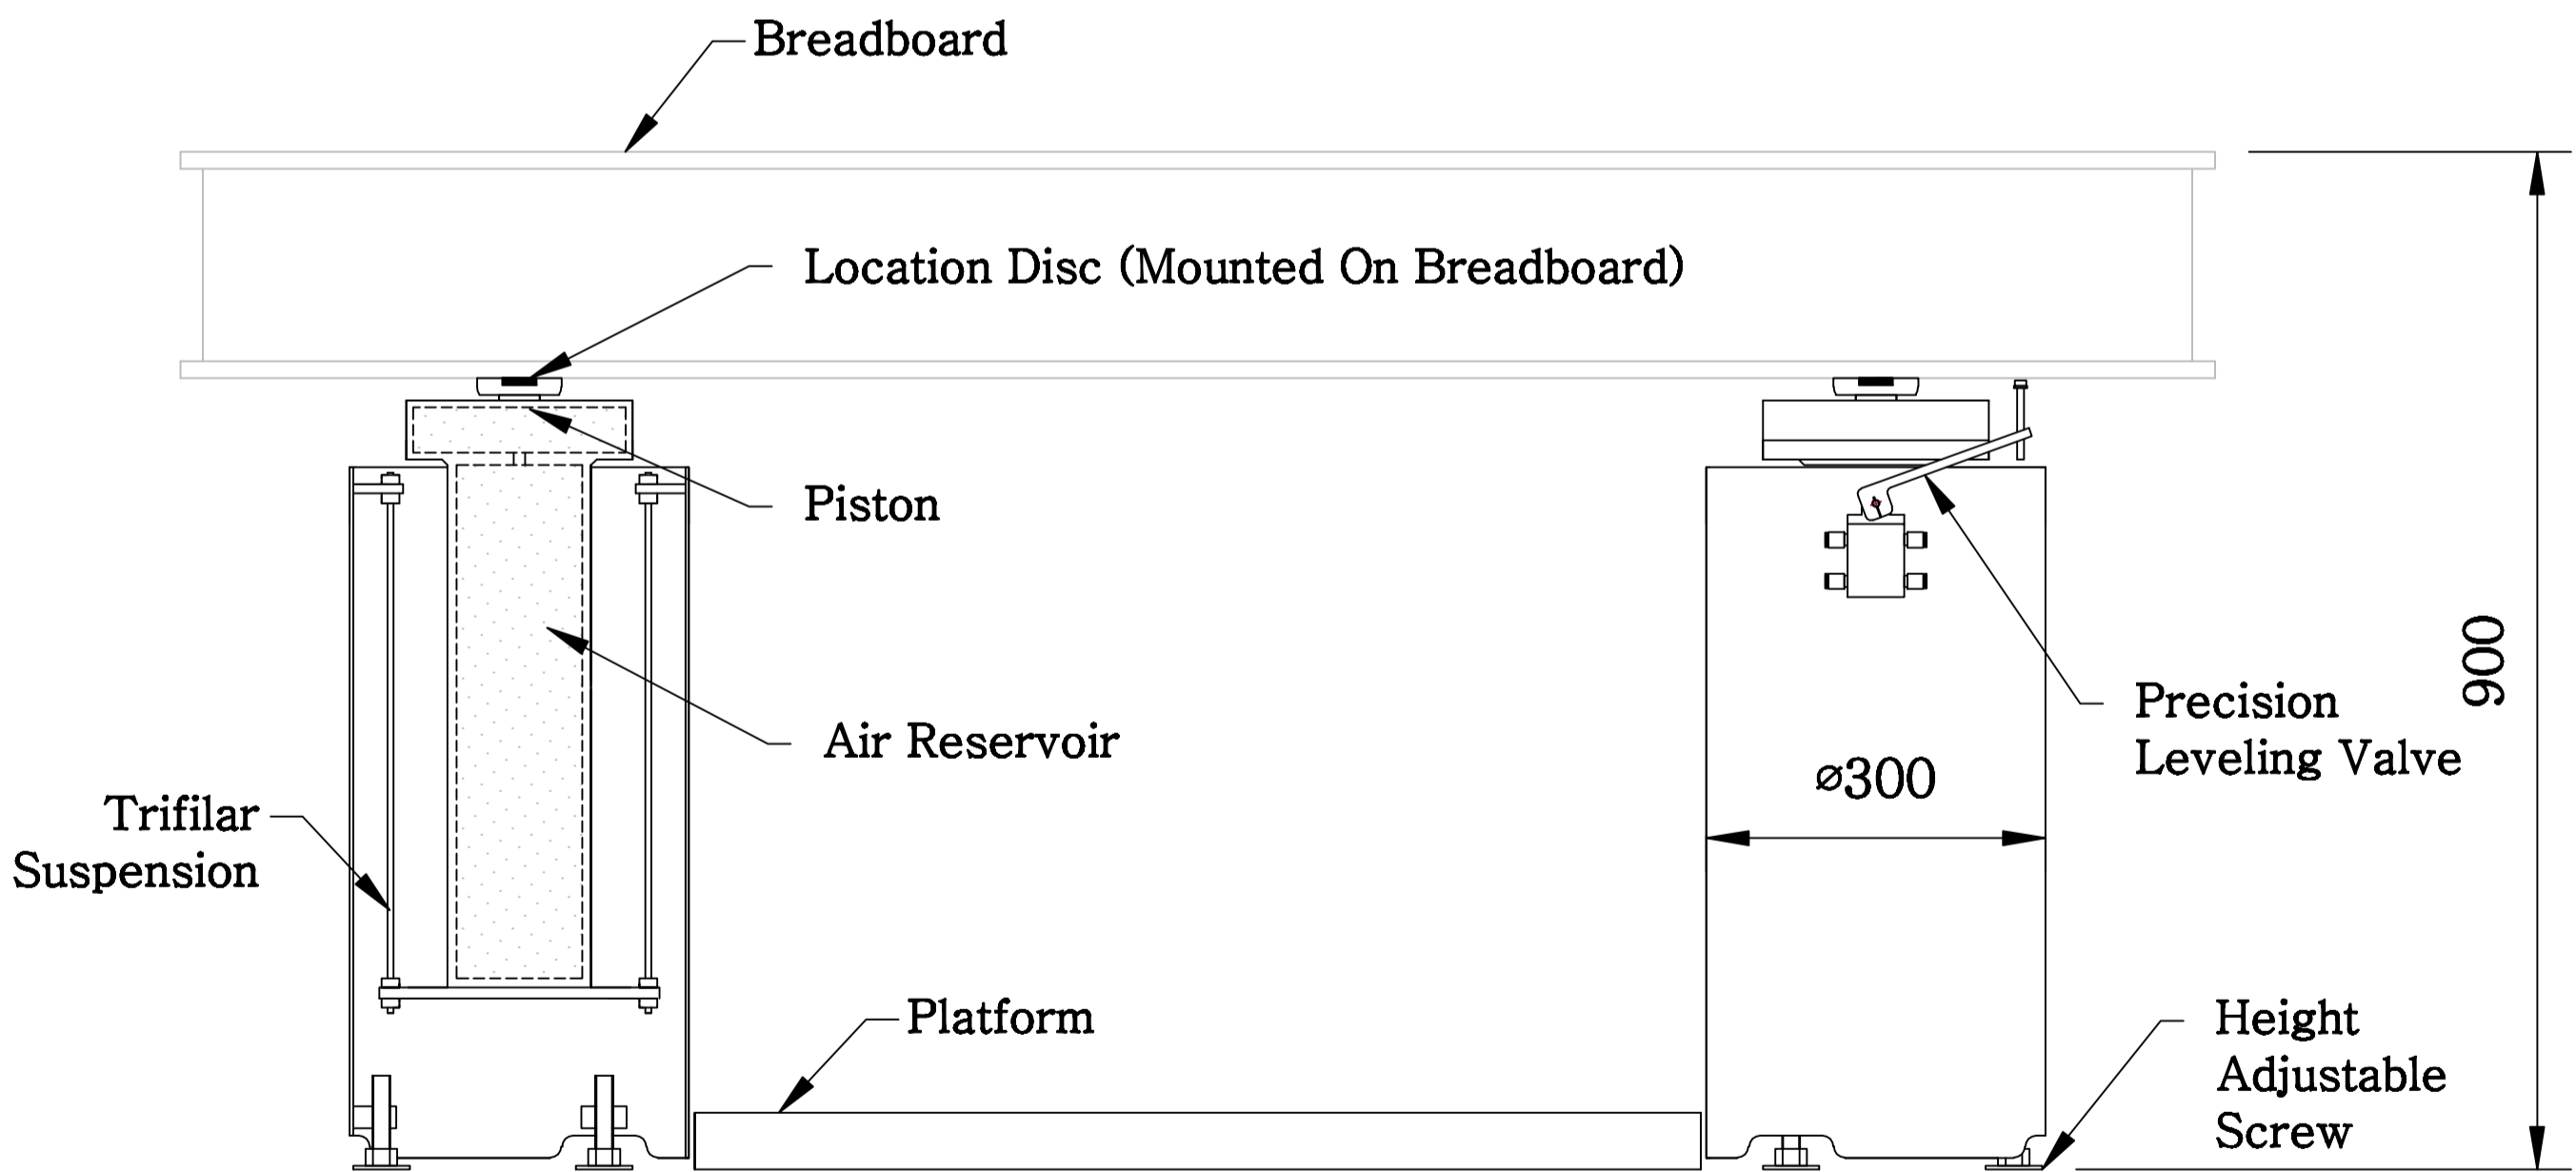 Breadboard
Location Disc (Mounted On Breadboard)
Piston
Air Reservoir
Trifilar
Suspension
Platform
⌀300
Precision
Leveling Valve
900
Height
Adjustable
Screw